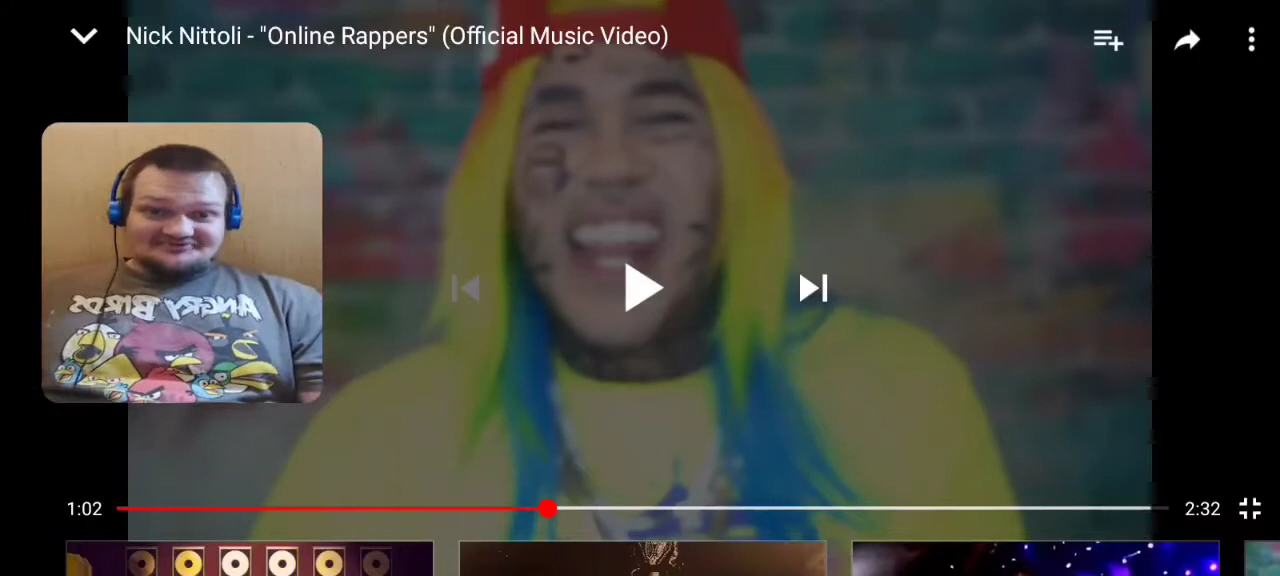 Nick Nittoli - "Online Rappers" (Official Music Video)
ANGRY BIRDS
1:02
2:32